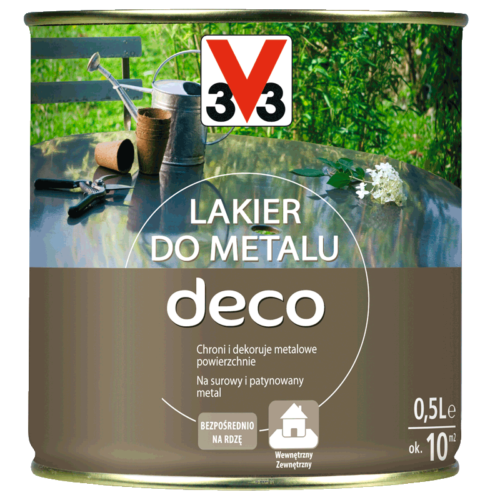 3V3
LAKIER
DO METALU
deco
Chroni i dekoruje metalowe
powierzchnie
Na surowy i patynowany
metal
BEZPOŚREDNIO
NA RDZĘ
Wewnętrzny
Zewnętrzny
0,5L e
ok. 10 m2